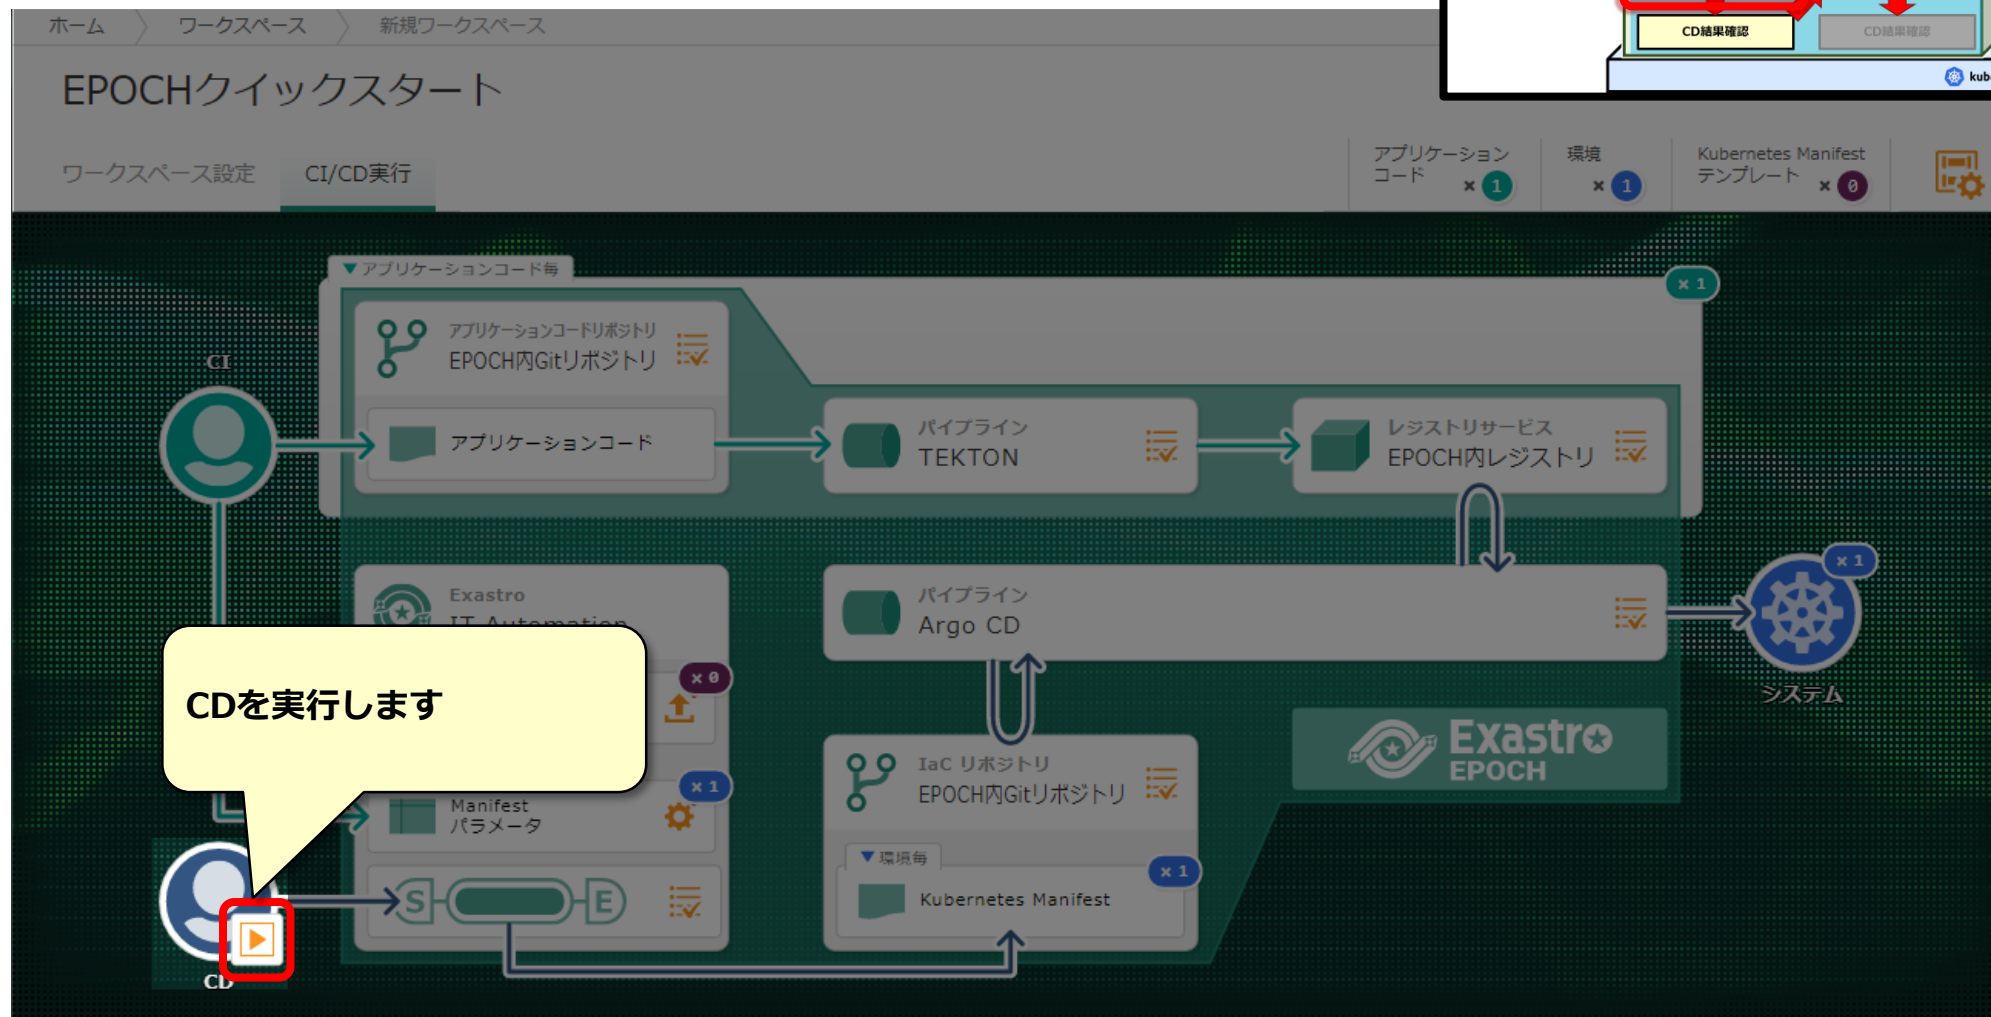 ホーム
ワークスペース
新規ワークスペース
CD結果確認
CD結果確認
EPOCHクイックスタート
ワークスペース設定
CI/CD実行
アプリケーション
コード
×1
環境
×1
Kubernetes Manifest
テンプレート
×0
▼アプリケーションコード毎
×1
アプリケーションコードリポジトリ
EPOCH内Gitリポジトリ
CI
アプリケーションコード
パイプライン
TEKTON
レジストリサービス
EPOCH内レジストリ
Exastro
IT Automation
パイプライン
Argo CD
×1
システム
×0
CDを実行します
Exastro
EPOCH
IaC リポジトリ
EPOCH内Gitリポジトリ
×1
Manifest
パラメータ
▼環境毎
×1
Kubernetes Manifest
S
E
CD